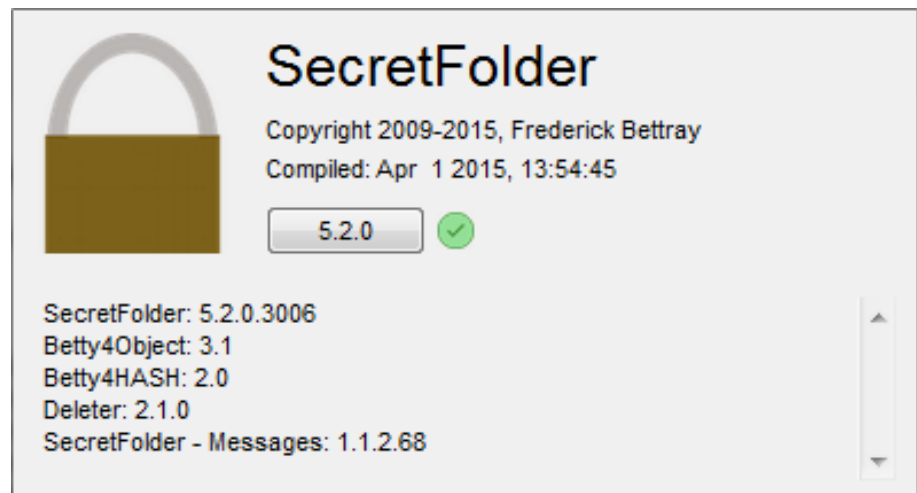 SecretFolder
Copyright 2009-2015, Frederick Bettray
Compiled: Apr  1 2015, 13:54:45
5.2.0
SecretFolder: 5.2.0.3006
Betty4Object: 3.1
Betty4HASH: 2.0
Deleter: 2.1.0
SecretFolder - Messages: 1.1.2.68